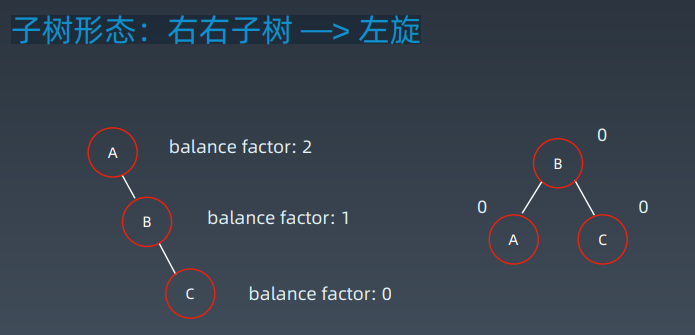 子树形态：右右子树 —> 左旋
A
balance factor: 2
B
balance factor: 1
C
balance factor: 0
B
0
0
A
0
C